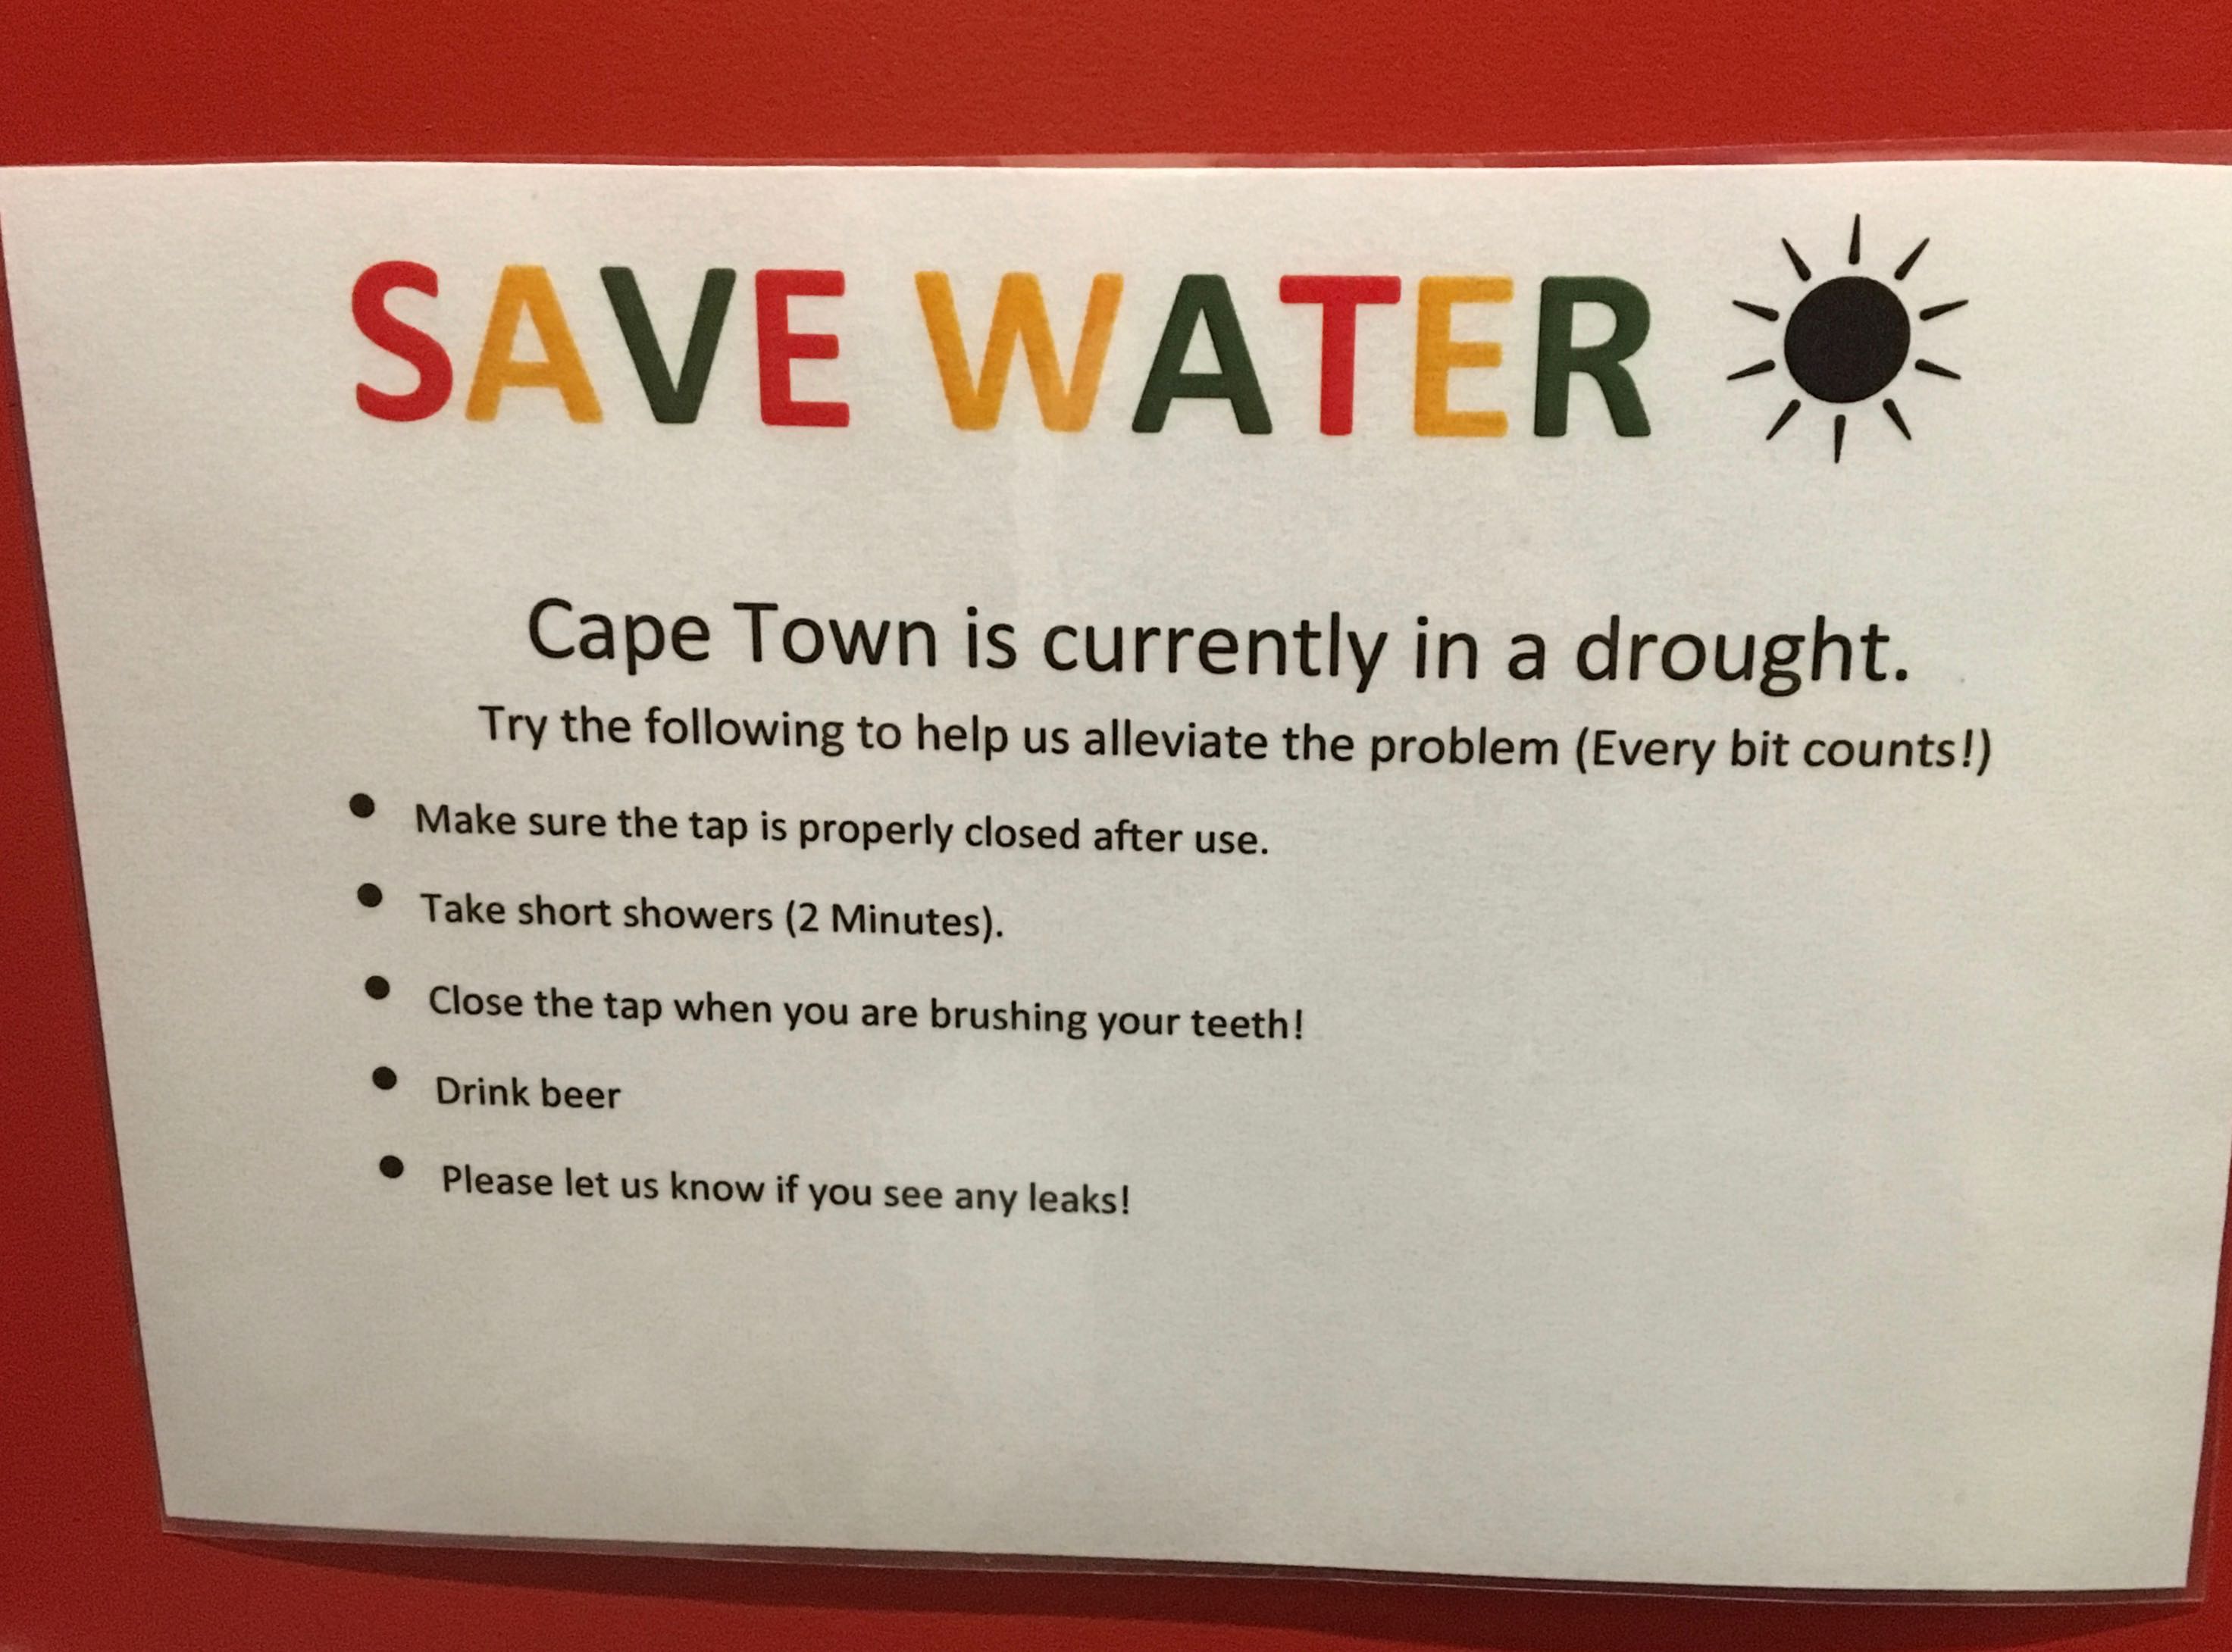 SAVE WATER
Cape Town is currently in a drought.
Try the following to help us alleviate the problem (Every bit counts!)
• Make sure the tap is properly closed after use.
• Take short showers (2 Minutes).
• Close the tap when you are brushing your teeth!
• Drink beer
• Please let us know if you see any leaks!